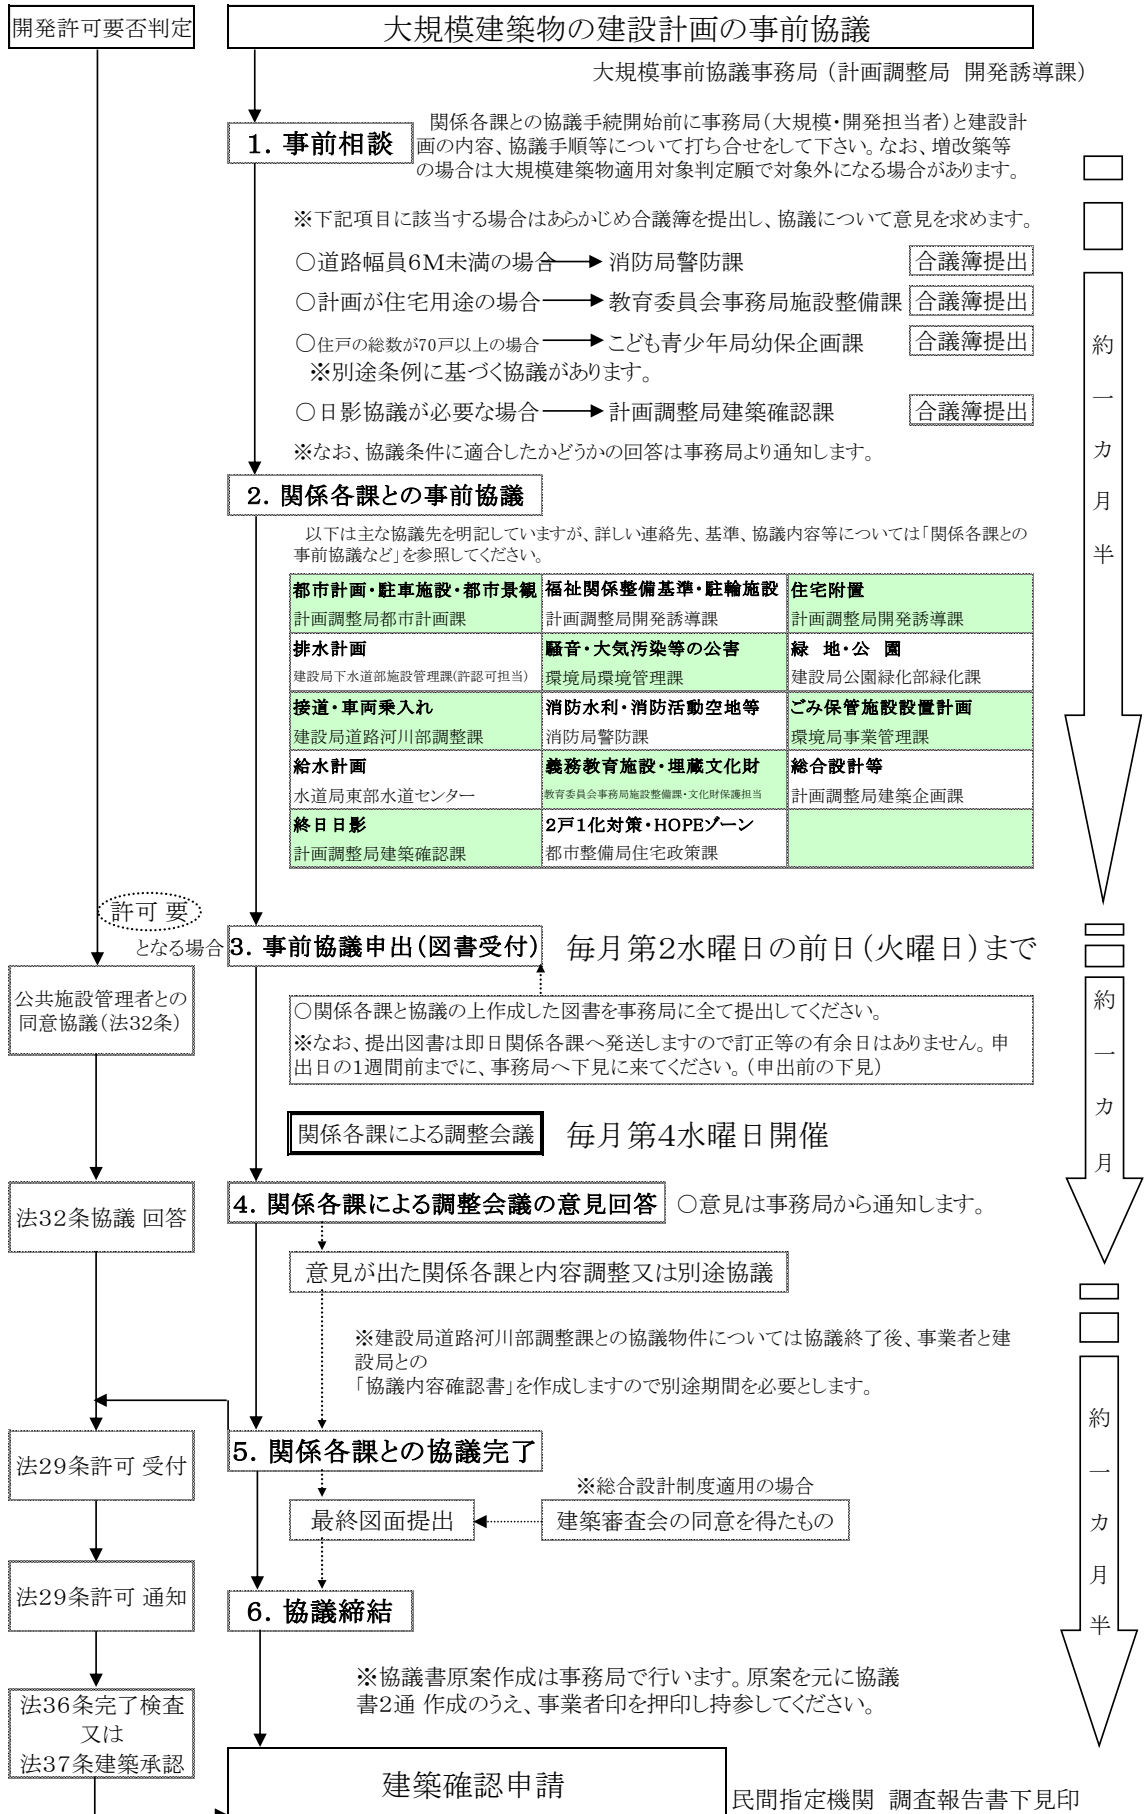 開発許可要否判定
大規模建築物の建設計画の事前協議
大規模事前協議事務局（計画調整局 開発誘導課）
1．事前相談
関係各課との協議手続開始前に事務局（大規模・開発担当者）と建設計
画の内容、協議手順等について打ち合せをして下さい。なお、増改築等
の場合は大規模建築物適用対象判定願で対象外になる場合があります。
※下記項目に該当する場合はあらかじめ合議簿を提出し、協議について意見を求めます。
○道路幅員6M未満の場合 消防局警防課 合議簿提出
○計画が住宅用途の場合 教育委員会事務局施設整備課 合議簿提出
○住戸の総数が70戸以上の場合 こども青少年局幼保企画課 合議簿提出
※別途条例に基づく協議があります。
○日影協議が必要な場合 計画調整局建築確認課 合議簿提出
※なお、協議条件に適合したかどうかの回答は事務局より通知します。
約一カ月半
2．関係各課との事前協議
以下は主な協議先を明記していますが、詳しい連絡先、基準、協議内容等については「関係各課との
事前協議など」を参照してください。
都市計画・駐車施設・都市景観 福祉関係整備基準・駐輪施設 住宅附置
計画調整局都市計画課 計画調整局開発誘導課 計画調整局開発誘導課
排水計画 騒音・大気汚染等の公害 緑 地・公 園
建設局下水道部施設管理課(許認可担当) 環境局環境管理課 建設局公園緑化部緑化課
接道・車両乗入れ 消防水利・消防活動空地等 ごみ保管施設設置計画
建設局道路河川部調整課 消防局警防課 環境局事業管理課
給水計画 義務教育施設・埋蔵文化財 総合設計等
水道局東部水道センター 教育委員会事務局施設整備課・文化財保護担当 計画調整局建築企画課
終日日影 2戸1化対策・HOPEゾーン
計画調整局建築確認課 都市整備局住宅政策課
許可 要
となる場合
3．事前協議申出（図書受付）
毎月第2水曜日の前日（火曜日）まで
公共施設管理者との
同意協議（法32条）
○関係各課と協議の上作成した図書を事務局に全て提出してください。
※なお、提出図書は即日関係各課へ発送しますので訂正等の有余日はありません。申
出日の1週間前までに、事務局へ下見に来てください。（申出前の下見）
約一カ月
関係各課による調整会議
毎月第4水曜日開催
法32条協議 回答
4．関係各課による調整会議の意見回答
○意見は事務局から通知します。
意見が出た関係各課と内容調整又は別途協議
※建設局道路河川部調整課との協議物件については協議終了後、事業者と建
設局との
「協議内容確認書」を作成しますので別途期間を必要とします。
約一カ月半
法29条許可 受付
5．関係各課との協議完了
※総合設計制度適用の場合
最終図面提出
建築審査会の同意を得たもの
法29条許可 通知
6．協議締結
※協議書原案作成は事務局で行います。原案を元に協議
書2通 作成のうえ、事業者印を押印し持参してください。
法36条完了検査
又は
法37条建築承認
建築確認申請
民間指定機関 調査報告書下見印